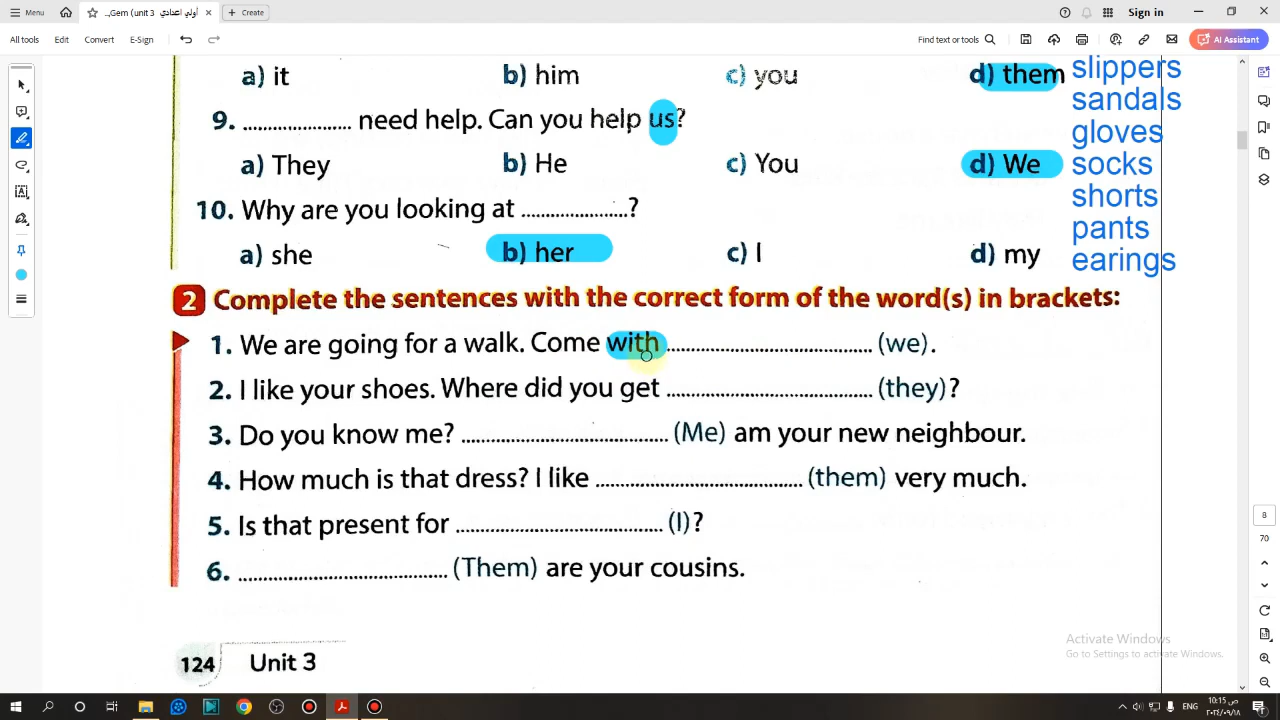 Menu
..Gem (unit 3 أولي اعدادي
Create
Sign in
All tools
Edit
Convert
E-Sign
Find text or tools
AI Assistant
a) it
b) him
c) you
d) them
9. .................... need help. Can you help us?
a) They
b) He
c) You
d) We
10. Why are you looking at ....................?
a) she
b) her
c) I
d) my
slippers
sandals
gloves
socks
shorts
pants
earings
2 Complete the sentences with the correct form of the word(s) in brackets:
1. We are going for a walk. Come with ........................................ (we).
2. I like your shoes. Where did you get ........................................ (they)?
3. Do you know me? ........................................ (Me) am your new neighbour.
4. How much is that dress? I like ........................................ (them) very much.
5. Is that present for ........................................ (I)?
6. ........................................ (Them) are your cousins.
124 Unit 3
8
70
Activate Windows
Go to Settings to activate Windows.
ENG
10:15 ص